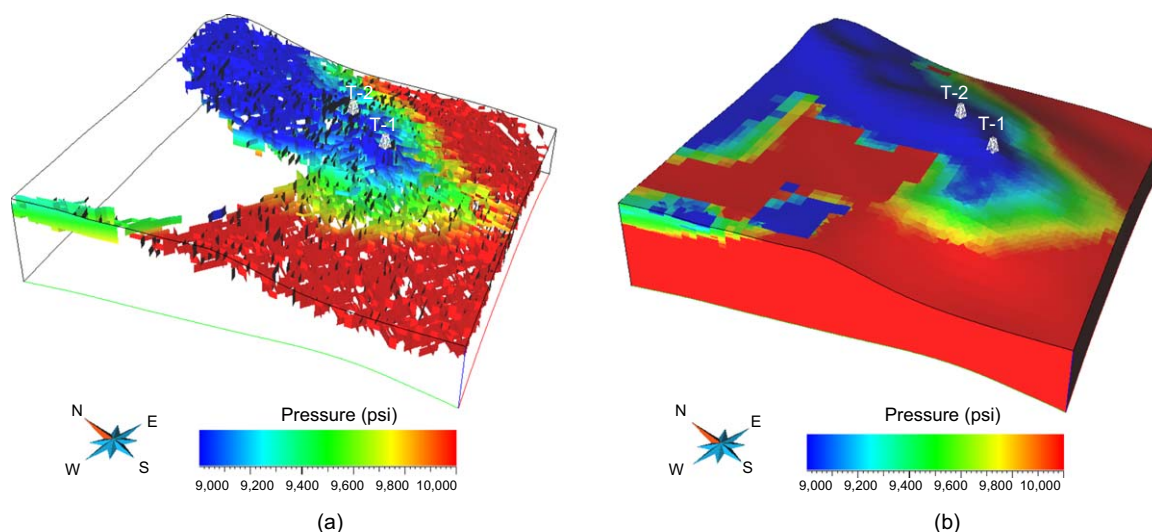 T-2
T-1
N
E
W
S
Pressure (psi)
9,000 9,200 9,400 9,600 9,800 10,000
(a)
T-2
T-1
N
E
W
S
Pressure (psi)
9,000 9,200 9,400 9,600 9,800 10,000
(b)